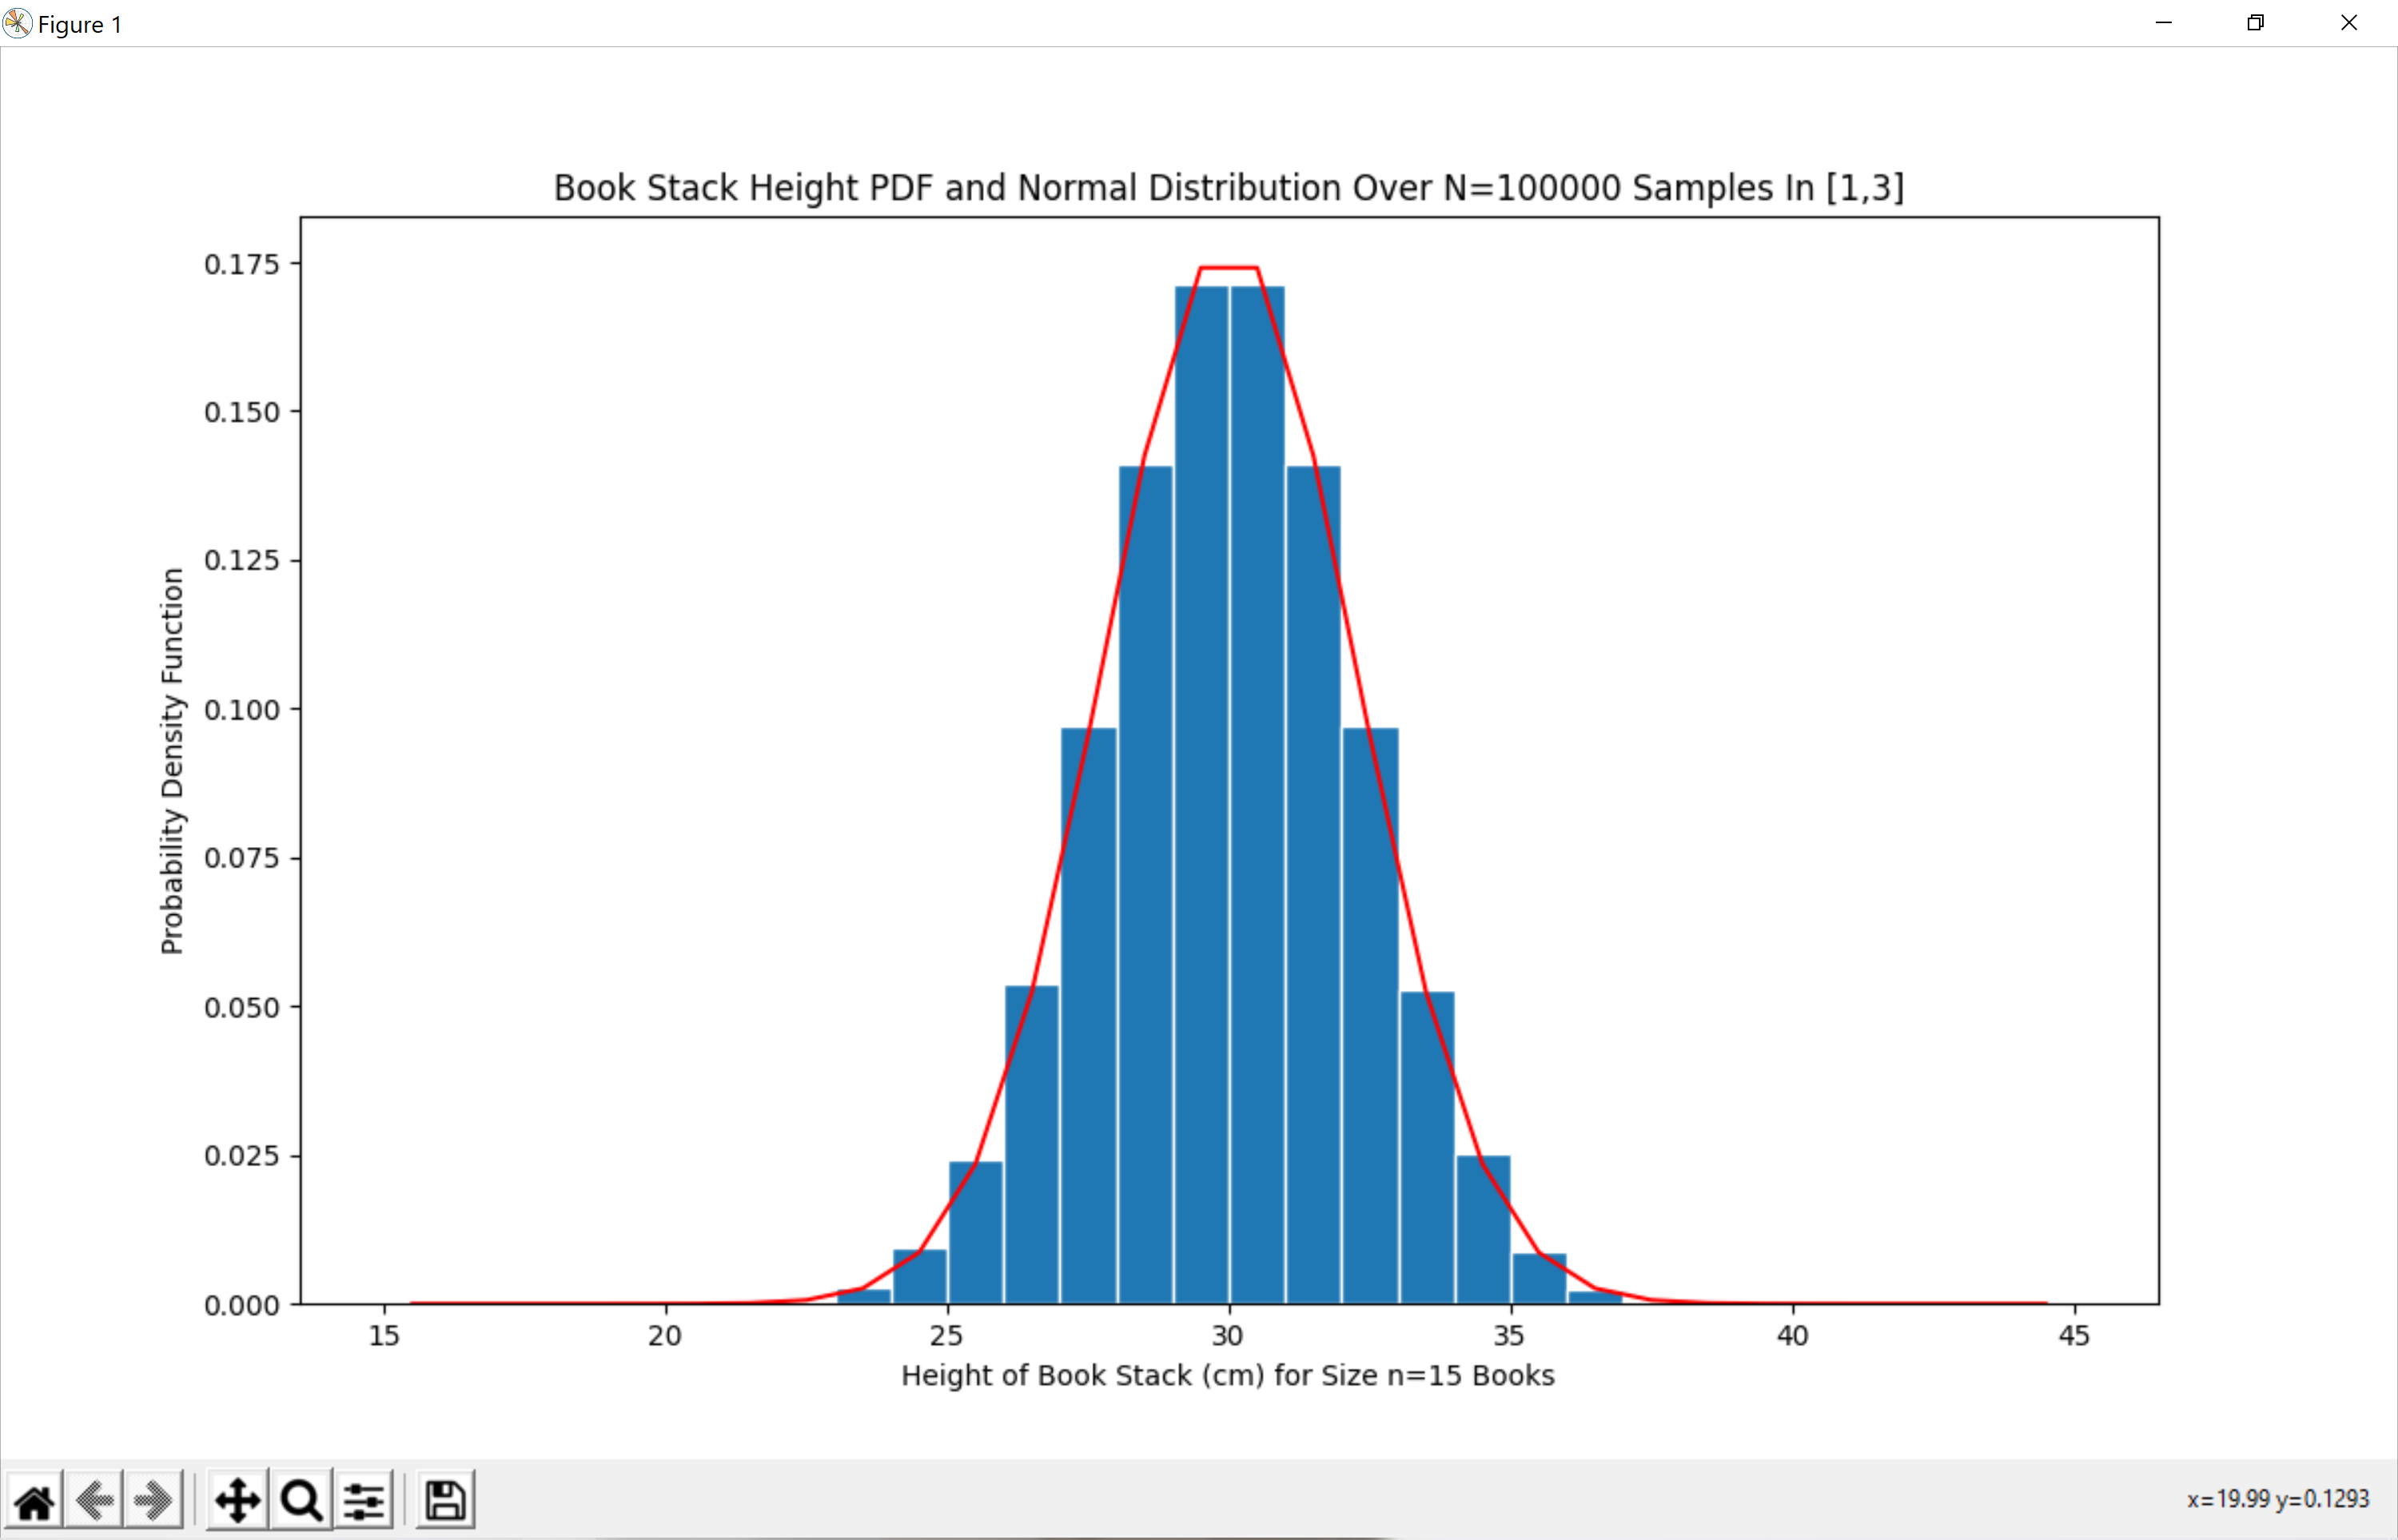 Figure 1
Book Stack Height PDF and Normal Distribution Over N=100000 Samples In [1,3]
Probability Density Function
0.175
0.150
0.125
0.100
0.075
0.050
0.025
0.000
15 20 25 30 35 40 45
Height of Book Stack (cm) for Size n=15 Books
x=19.99 y=0.1293